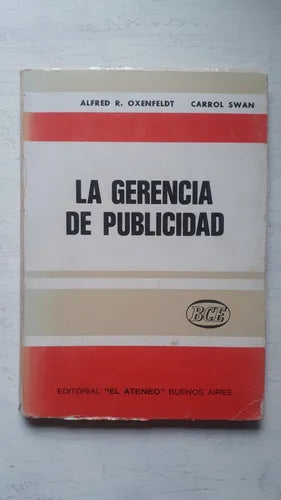 ALFRED R. OXENFELDT CARROL SWAN
LA GERENCIA
DE PUBLICIDAD
BCE
EDITORIAL "EL ATENEO" BUENOS AIRES